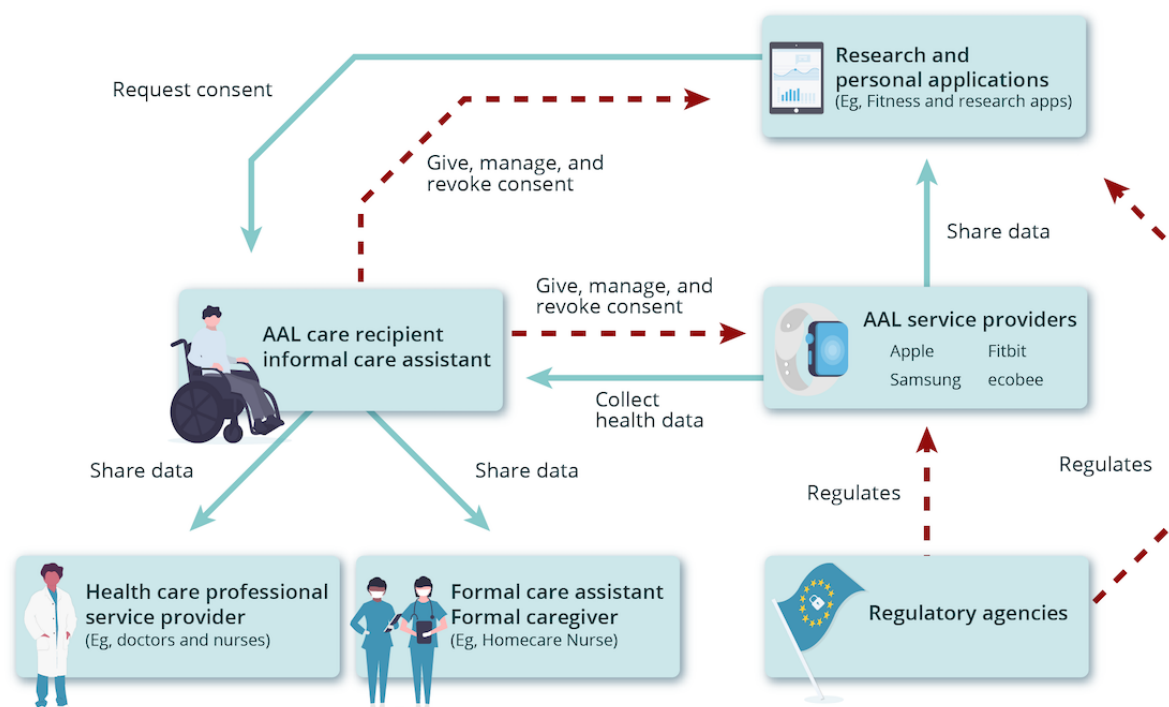 Request consent
Research and
personal applications
(Eg, Fitness and research apps)
Give, manage, and
revoke consent
Share data
AAL care recipient
informal care assistant
Give, manage, and
revoke consent
AAL service providers
Apple
Fitbit
Samsung
ecobee
Collect
health data
Share data
Share data
Regulates
Regulates
Health care professional
service provider
(Eg, doctors and nurses)
Formal care assistant
Formal caregiver
(Eg, Homecare Nurse)
Regulatory agencies